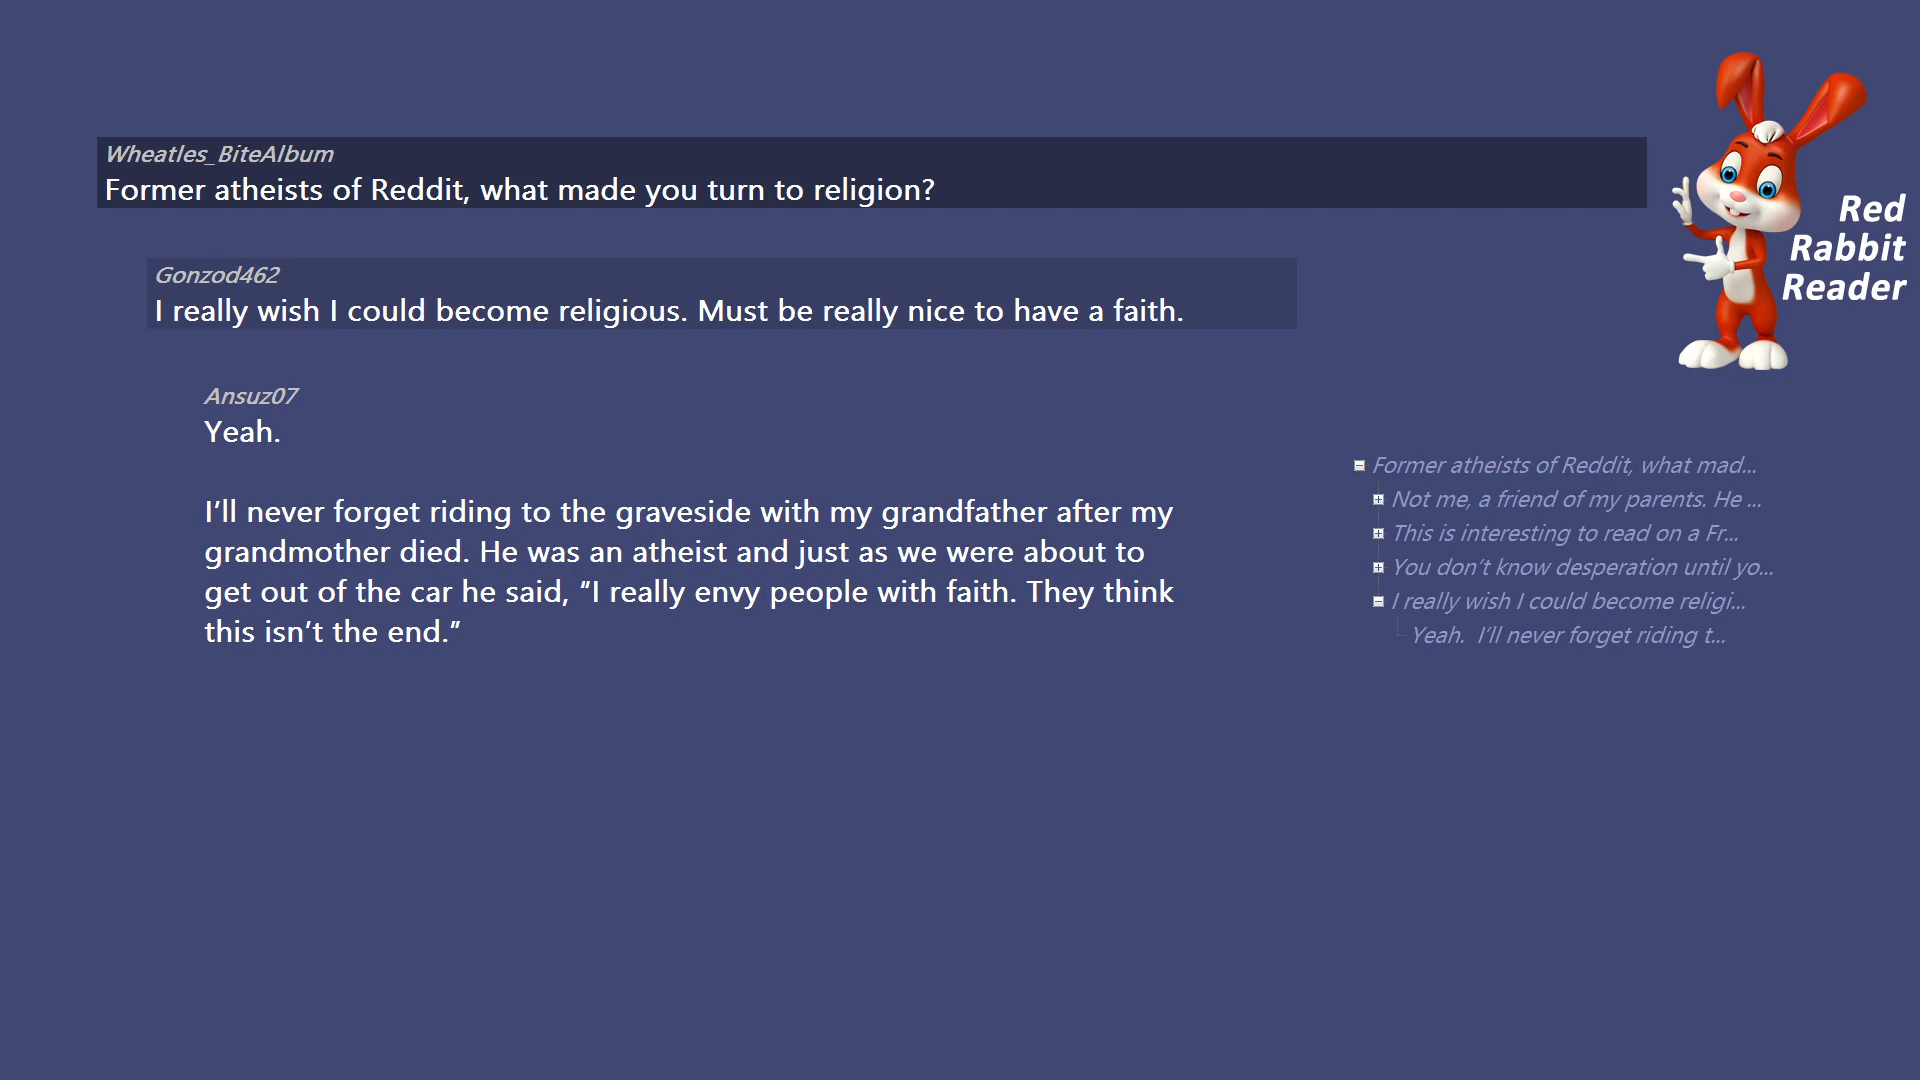 Wheatles_BiteAlbum
Former atheists of Reddit, what made you turn to religion?
Gonzod462
I really wish I could become religious. Must be really nice to have a faith.
Ansuz07
Yeah.
I’ll never forget riding to the graveside with my grandfather after my
grandmother died. He was an atheist and just as we were about to
get out of the car he said, “I really envy people with faith. They think
this isn’t the end.”
Red
Rabbit
Reader
Former atheists of Reddit, what mad...
Not me, a friend of my parents. He ...
This is interesting to read on a Fr...
You don’t know desperation until yo...
I really wish I could become religi...
Yeah.  I’ll never forget riding t...